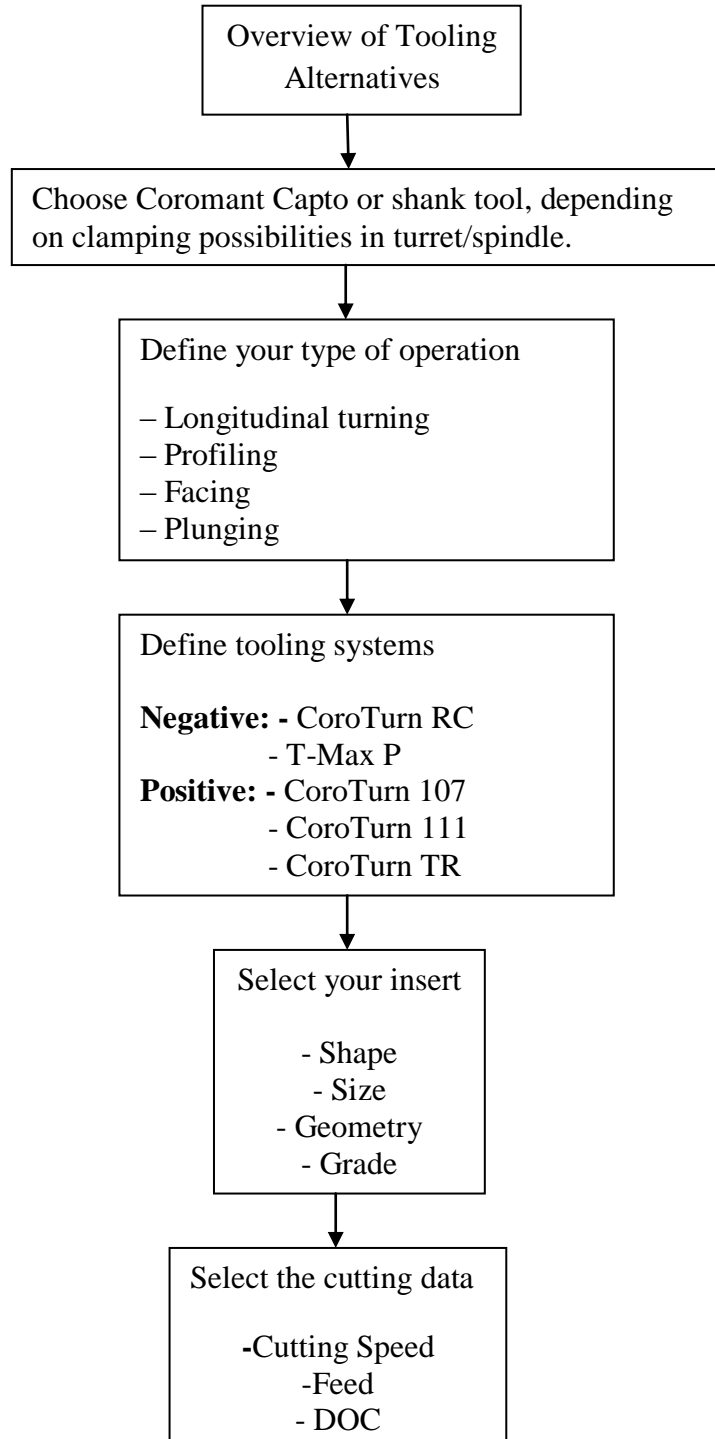 Overview of Tooling
Alternatives
Choose Coromant Capto or shank tool, depending
on clamping possibilities in turret/spindle.
Define your type of operation
– Longitudinal turning
– Profiling
– Facing
– Plunging
Define tooling systems
Negative: - CoroTurn RC
- T-Max P
Positive: - CoroTurn 107
- CoroTurn 111
- CoroTurn TR
Select your insert
- Shape
- Size
- Geometry
- Grade
Select the cutting data
-Cutting Speed
-Feed
- DOC